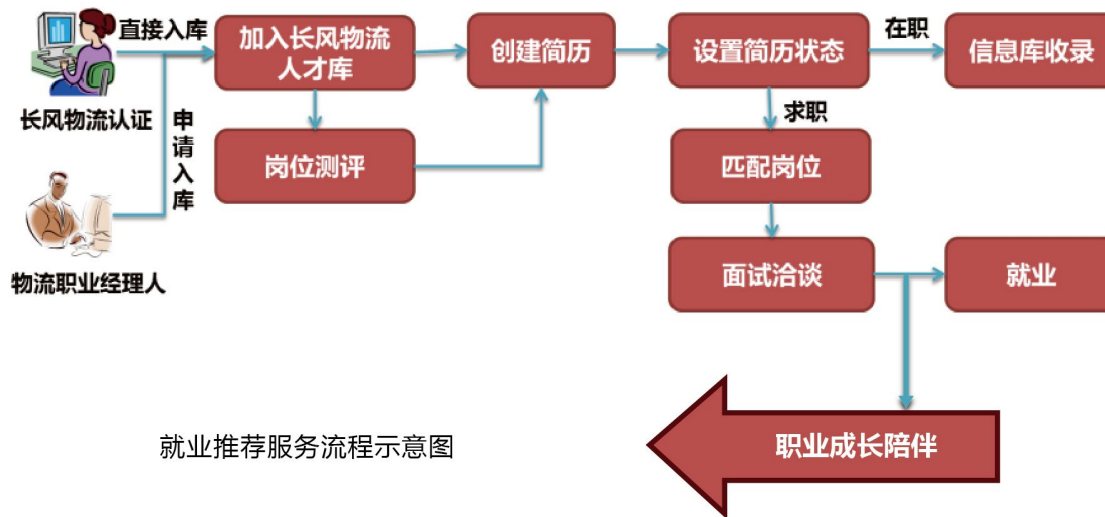 直接入库
加入长风物流
人才库
创建简历
设置简历状态
在职
信息库收录
长风物流认证
申请入库
岗位测评
求职
匹配岗位
物流职业经理人
面试洽谈
就业
就业推荐服务流程示意图
职业成长陪伴